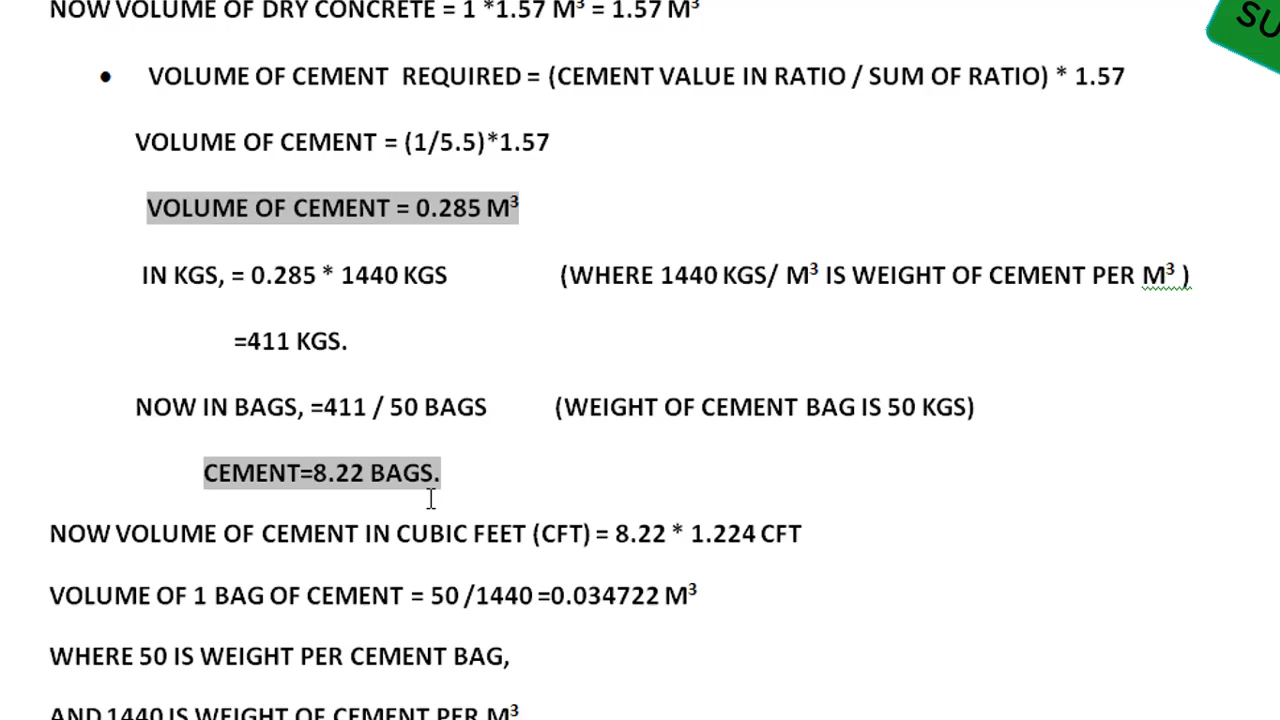 NOW VOLUME OF DRY CONCRETE = 1 *1.57 M³ = 1.57 M³
SU
• VOLUME OF CEMENT REQUIRED = (CEMENT VALUE IN RATIO / SUM OF RATIO) * 1.57
VOLUME OF CEMENT = (1/5.5)*1.57
VOLUME OF CEMENT = 0.285 M³
IN KGS, = 0.285 * 1440 KGS (WHERE 1440 KGS/ M³ IS WEIGHT OF CEMENT PER M³ )
=411 KGS.
NOW IN BAGS, =411 / 50 BAGS (WEIGHT OF CEMENT BAG IS 50 KGS)
CEMENT=8.22 BAGS.
NOW VOLUME OF CEMENT IN CUBIC FEET (CFT) = 8.22 * 1.224 CFT
VOLUME OF 1 BAG OF CEMENT = 50 /1440 =0.034722 M³
WHERE 50 IS WEIGHT PER CEMENT BAG,
AND 1440 IS WEIGHT OF CEMENT PER M³